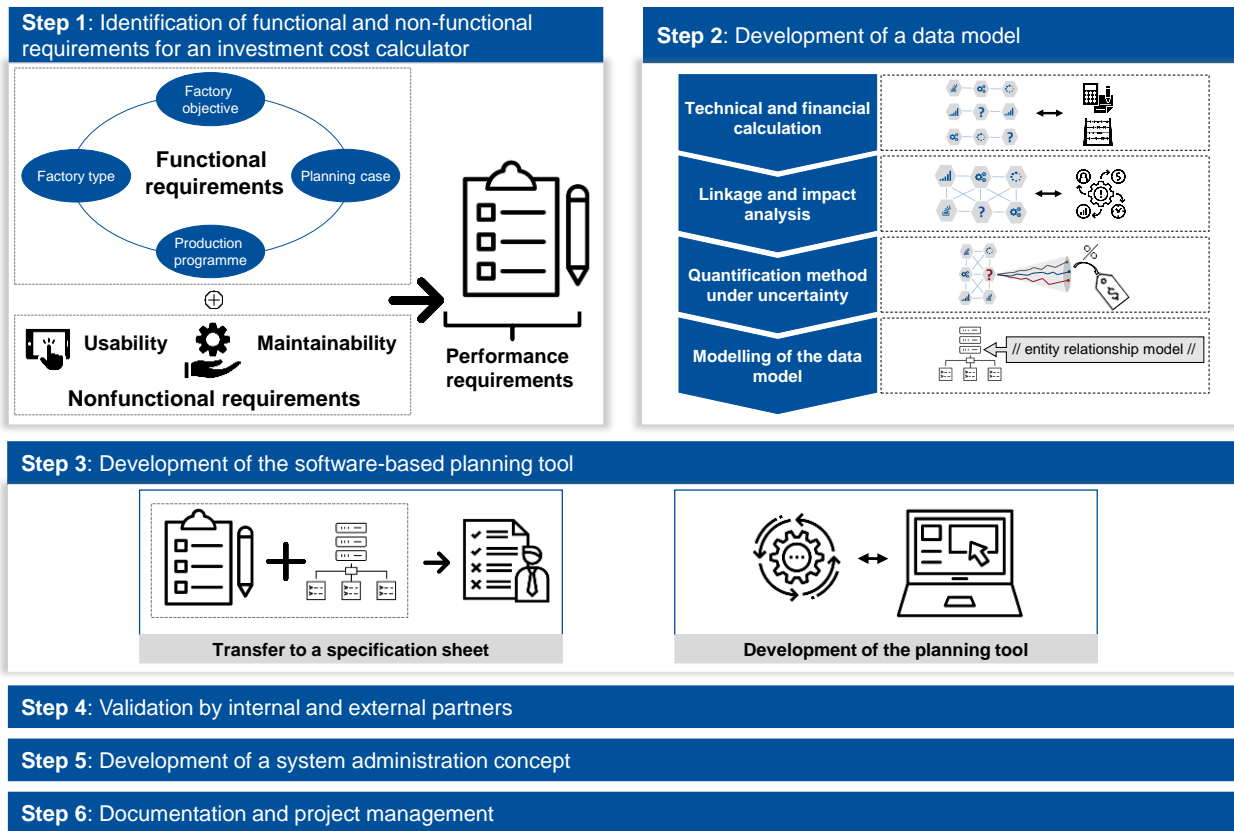 Step 1: Identification of functional and non-functional
requirements for an investment cost calculator
Factory
objective
Factory type
Functional
requirements
Planning case
Production
programme
Usability
Maintainability
Nonfunctional requirements
Performance
requirements
Step 2: Development of a data model
Technical and financial
calculation
Linkage and impact
analysis
Quantification method
under uncertainty
Modelling of the data
model
// entity relationship model //
Step 3: Development of the software-based planning tool
Transfer to a specification sheet
Development of the planning tool
Step 4: Validation by internal and external partners
Step 5: Development of a system administration concept
Step 6: Documentation and project management